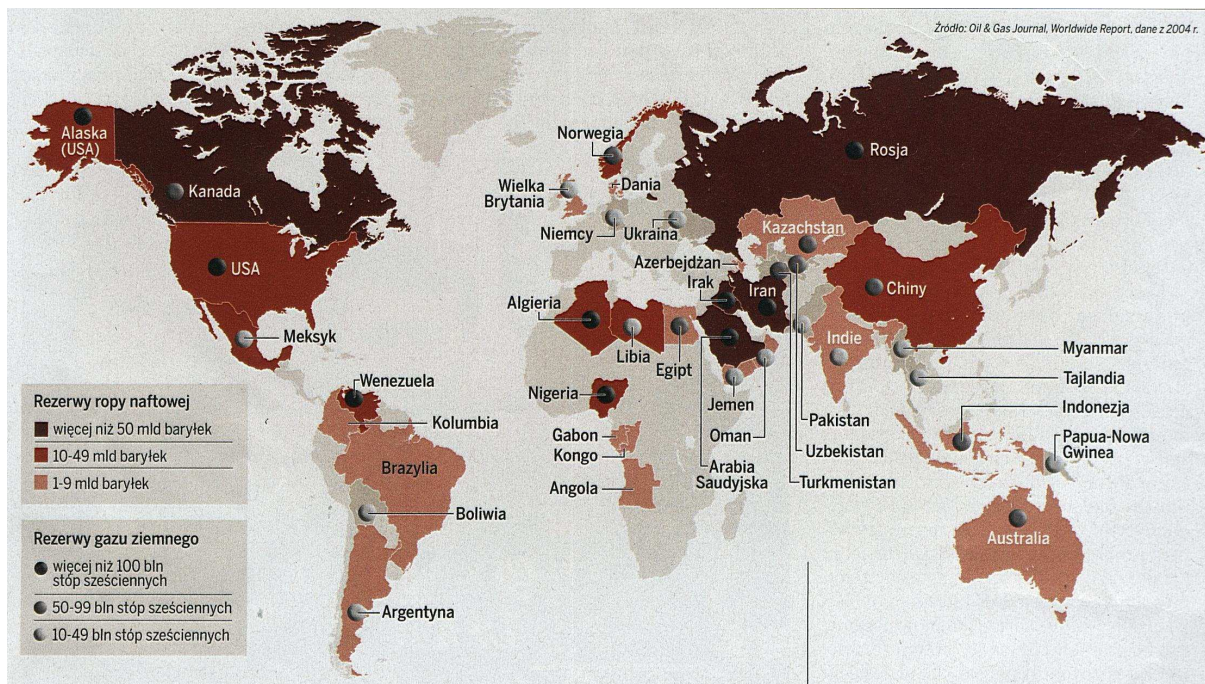 Źródło: Oil & Gas Journal, Worldwide Report, dane z 2004 r.
Alaska
(USA)
Kanada
USA
Meksyk
Norwegia
Wielka
Brytania
Dania
Niemcy
Ukraina
Rosja
Kazachstan
Azerbejdżan
Irak
Iran
Chiny
Algieria
Libia
Egipt
Indie
Myanmar
Tajlandia
Nigeria
Jemen
Oman
Pakistan
Indonezja
Gabon
Kongo
Arabia
Saudyjska
Uzbekistan
Turkmenistan
Papua-Nowa
Gwinea
Angola
Wenezuela
Kolumbia
Brazylia
Boliwia
Argentyna
Australia
Rezerwy ropy naftowej
więcej niż 50 mld baryłek
10-49 mld baryłek
1-9 mld baryłek
Rezerwy gazu ziemnego
więcej niż 100 bln
stóp sześciennych
50-99 bln stóp sześciennych
10-49 bln stóp sześciennych